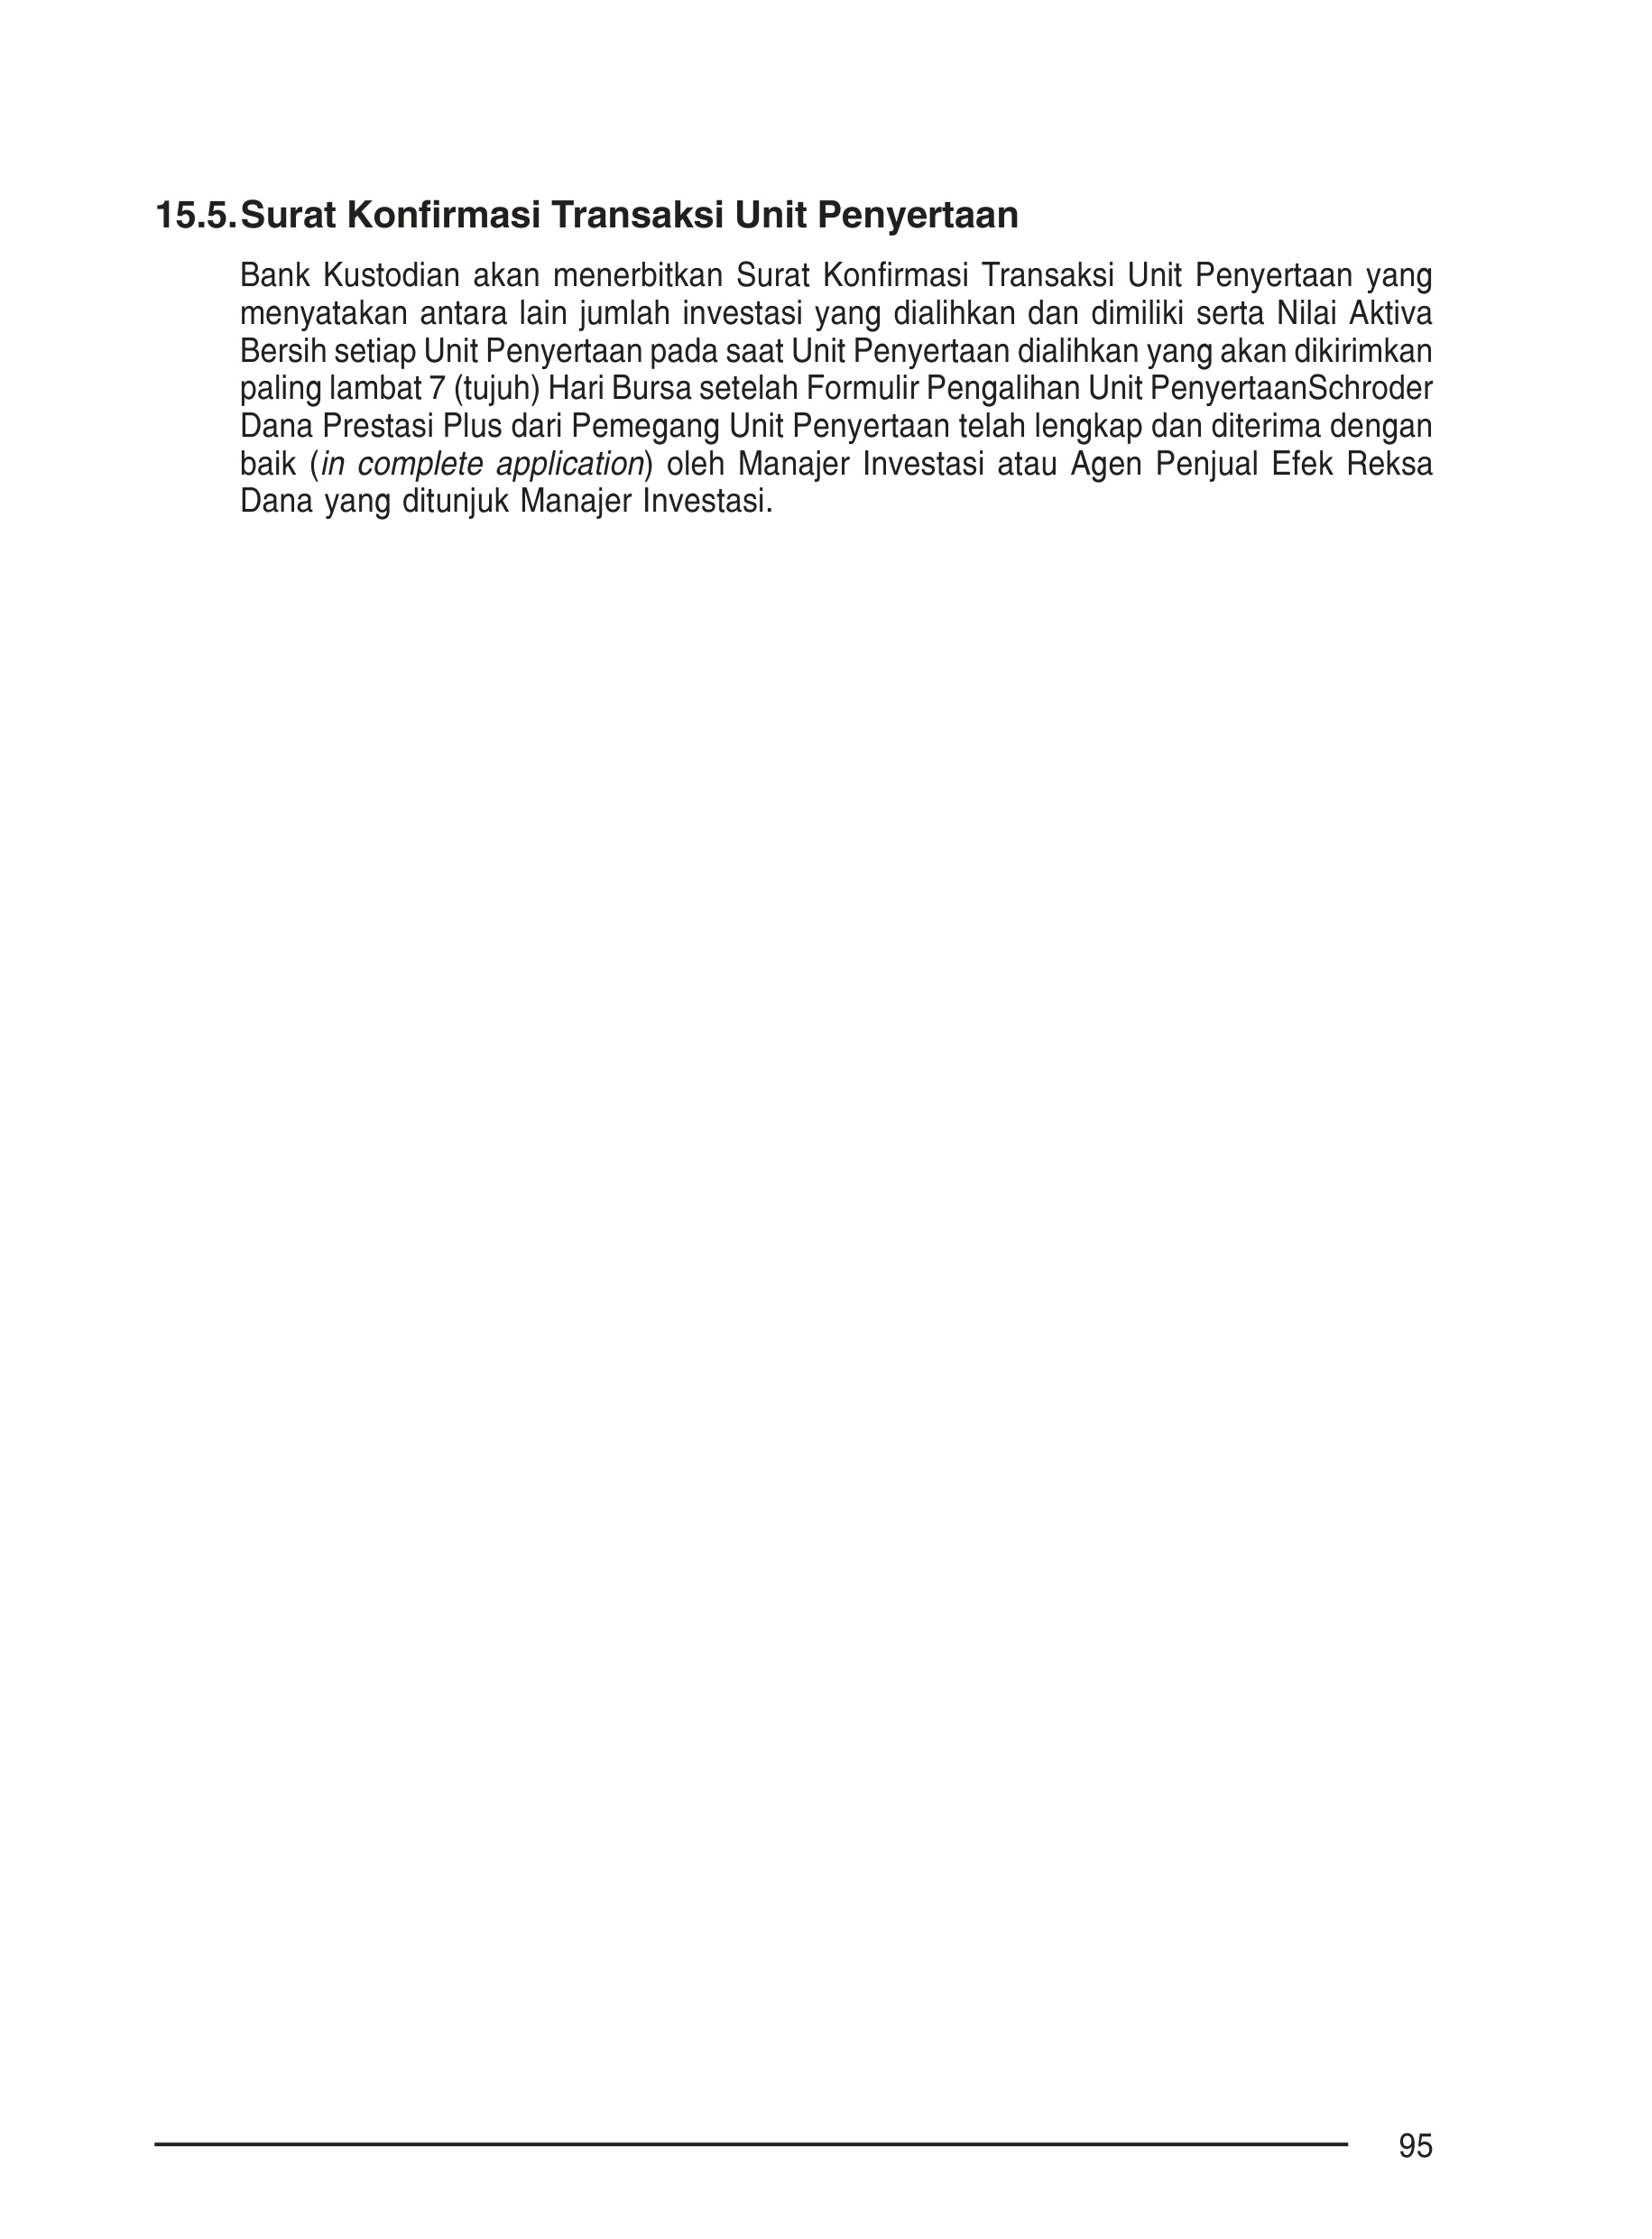 15.5. Surat Konfirmasi Transaksi Unit Penyertaan
Bank Kustodian akan menerbitkan Surat Konfirmasi Transaksi Unit Penyertaan yang
menyatakan antara lain jumlah investasi yang dialihkan dan dimiliki serta Nilai Aktiva
Bersih setiap Unit Penyertaan pada saat Unit Penyertaan dialihkan yang akan dikirimkan
paling lambat 7 (tujuh) Hari Bursa setelah Formulir Pengalihan Unit PenyertaanSchroder
Dana Prestasi Plus dari Pemegang Unit Penyertaan telah lengkap dan diterima dengan
baik (in complete application) oleh Manajer Investasi atau Agen Penjual Efek Reksa
Dana yang ditunjuk Manajer Investasi.
95